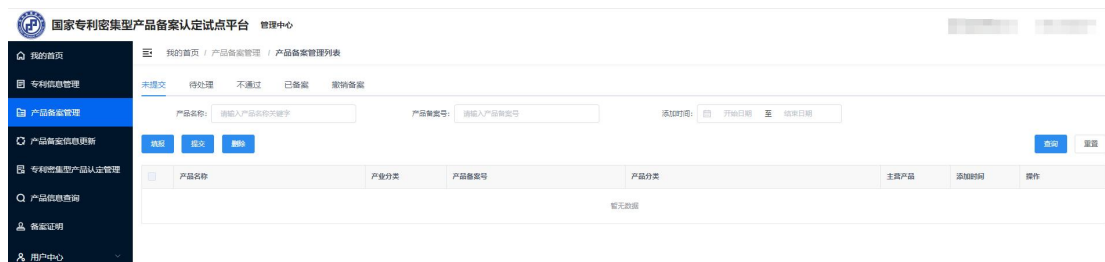 国家专利密集型产品备案认定试点平台 管理中心
我的首页
专利信息管理
产品备案管理
产品备案信息更新
专利密集型产品认定管理
产品信息查询
备案证明
用户中心
我的首页 / 产品备案管理 / 产品备案管理列表
未提交 待处理 不通过 已备案 撤销备案
产品名称: 请输入产品名称关键字 产品备案号: 请输入产品备案号 添加时间: 开始日期 至 结束日期
填报 提交 删除 查询 重置
产品名称 产业分类 产品备案号 产品分类 主营产品 添加时间 操作
暂无数据